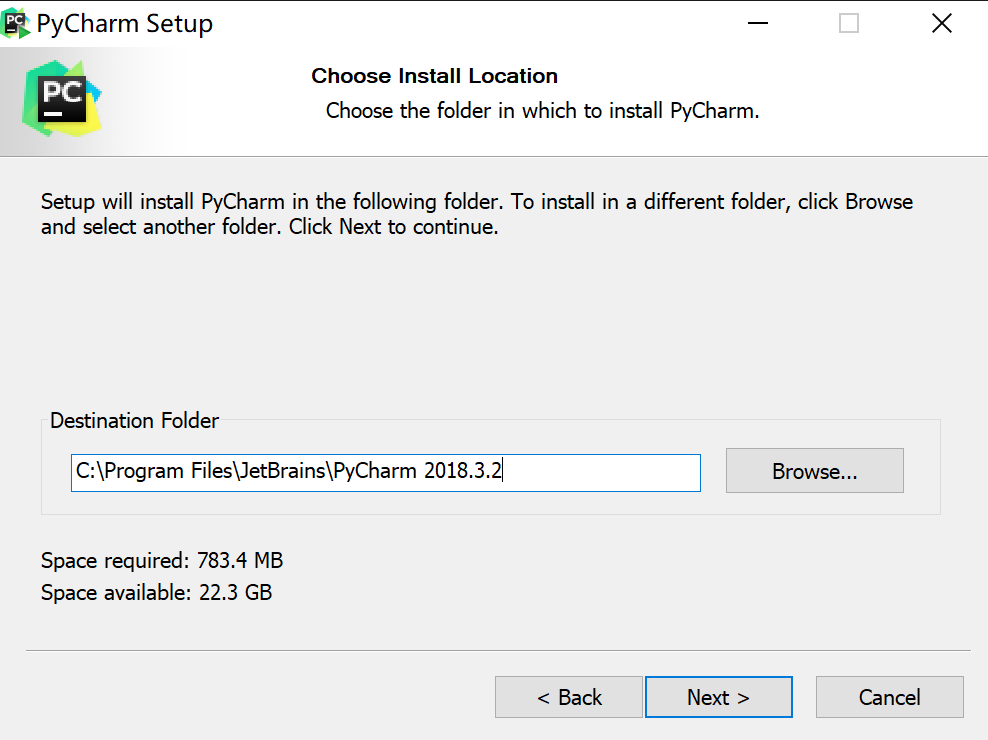 PC PyCharm Setup
PC
Choose Install Location
Choose the folder in which to install PyCharm.
Setup will install PyCharm in the following folder. To install in a different folder, click Browse
and select another folder. Click Next to continue.
Destination Folder
C:\Program Files\JetBrains\PyCharm 2018.3.2
Browse...
Space required: 783.4 MB
Space available: 22.3 GB
< Back Next > Cancel